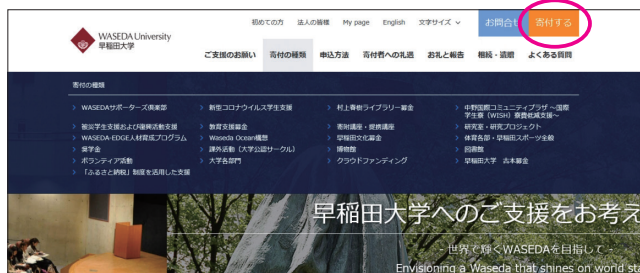 初めての方 法人の皆様 My page English 文字サイズ
お問合せ
寄付する
WASEDA University
早稲田大学
ご支援のお願い 寄付の種類 申込方法 寄付者への礼遇 お礼と報告 相続・遺贈 よくある質問
寄付の種類
WASEDAサポーターズ倶楽部
新型コロナウイルス学生支援
村上春樹ライブラリー募金
中野国際コミュニティプラザ ~国際
学生寮(WISH)寮費低減支援~
被災学生支援および復興活動支援
教育支援募金
寄附講座・提携講座
研究室・研究プロジェクト
WASEDA-EDGE人材育成プログラム
Waseda Ocean構想
早稲田文化募金
体育各部・早稲田スポーツ全般
奨学金
課外活動(大学公認サークル)
博物館
図書館
ボランティア活動
大学各部門
クラウドファンディング
早稲田大学 古本募金
「ふるさと納税」制度を活用した支援
早稲田大学へのご支援をお考え
- 世界で輝くWASEDAを目指して -
Envisioning a Waseda that shines on world st